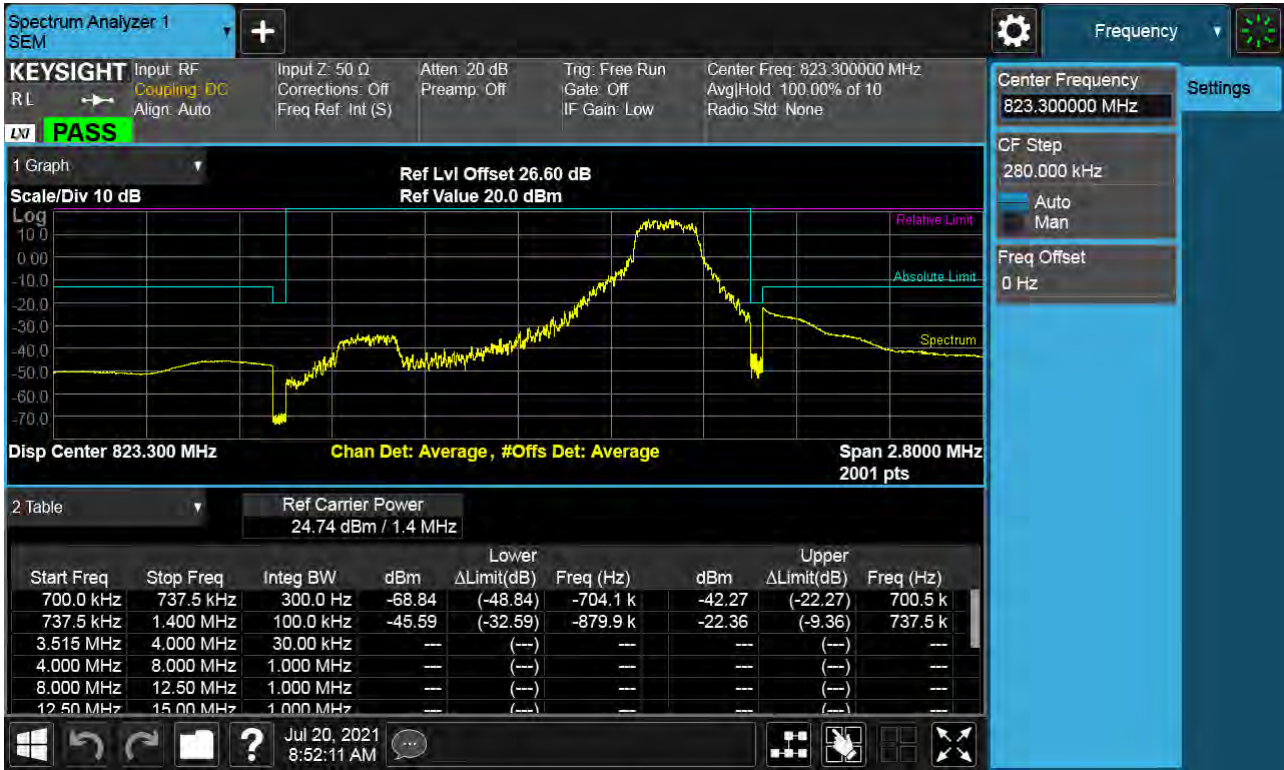 Spectrum Analyzer 1
SEM
Frequency
KEYSIGHT
Input: RF
Coupling: DC
Align: Auto
Input Z: 50 Ω
Corrections: Off
Freq Ref: Int (S)
Atten: 20 dB
Preamp: Off
Trig: Free Run
Gate: Off
IF Gain: Low
Center Freq: 823.300000 MHz
Avg|Hold: 100.00% of 10
Radio Std: None
R L
LXI PASS
Center Frequency
823.300000 MHz
Settings
CF Step
280.000 kHz
Auto
Man
Freq Offset
0 Hz
1 Graph
Ref Lvl Offset 26.60 dB
Scale/Div 10 dB
Ref Value 20.0 dBm
Log
10.0
0.00
-10.0
-20.0
-30.0
-40.0
-50.0
-60.0
-70.0
Relative Limit
Absolute Limit
Spectrum
Disp Center 823.300 MHz
Chan Det: Average , #Offs Det: Average
Span 2.8000 MHz
2001 pts
2 Table
Ref Carrier Power
24.74 dBm / 1.4 MHz
Lower Upper
Start Freq Stop Freq Integ BW dBm ΔLimit(dB) Freq (Hz) dBm ΔLimit(dB) Freq (Hz)
700.0 kHz 737.5 kHz 300.0 Hz -68.84 (-48.84) -704.1 k -42.27 (-22.27) 700.5 k
737.5 kHz 1.400 MHz 100.0 kHz -45.59 (-32.59) -879.9 k -22.36 (-9.36) 737.5 k
3.515 MHz 4.000 MHz 30.00 kHz --- (---) --- --- (---) ---
4.000 MHz 8.000 MHz 1.000 MHz --- (---) --- --- (---) ---
8.000 MHz 12.50 MHz 1.000 MHz --- (---) --- --- (---) ---
12.50 MHz 15.00 MHz 1.000 MHz --- (---) --- --- (---) ---
Jul 20, 2021
8:52:11 AM